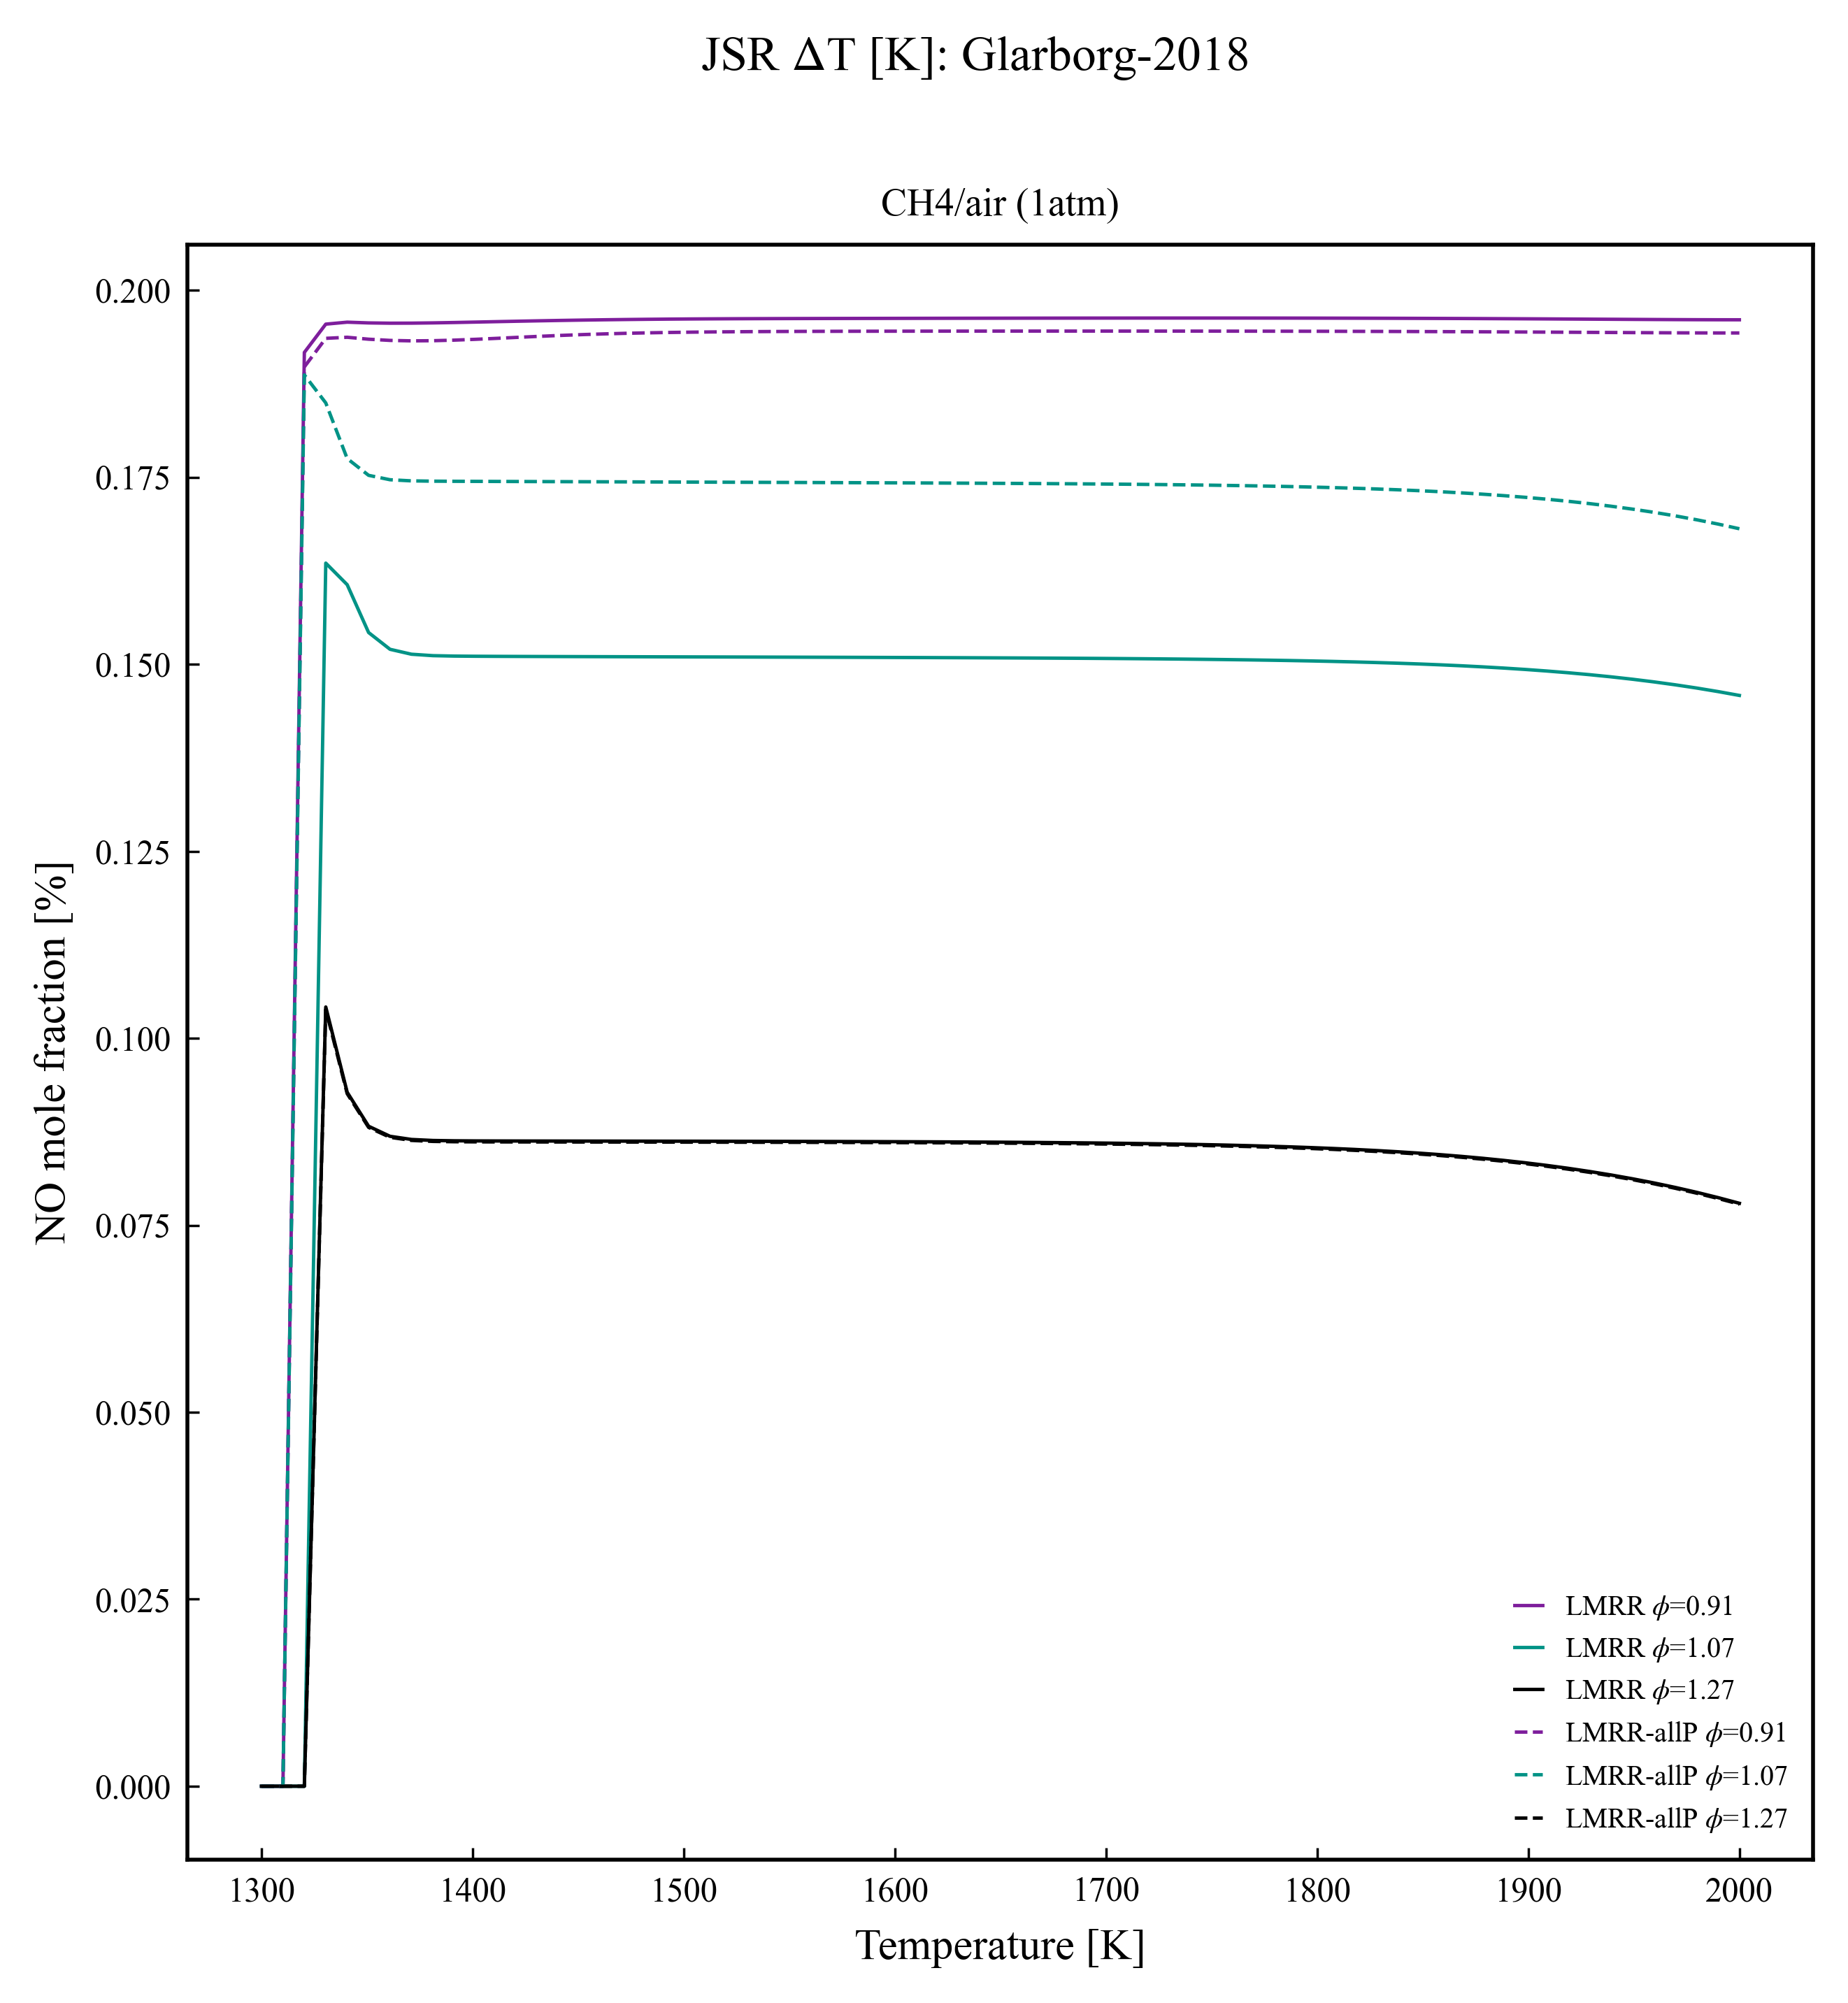 JSR ΔT [K]: Glarborg-2018
CH4/air (1atm)
NO mole fraction [%]
0.200
0.175
0.150
0.125
0.100
0.075
0.050
0.025
0.000
LMRR ϕ=0.91
LMRR ϕ=1.07
LMRR ϕ=1.27
LMRR-allP ϕ=0.91
LMRR-allP ϕ=1.07
LMRR-allP ϕ=1.27
1300 1400 1500 1600 1700 1800 1900 2000
Temperature [K]